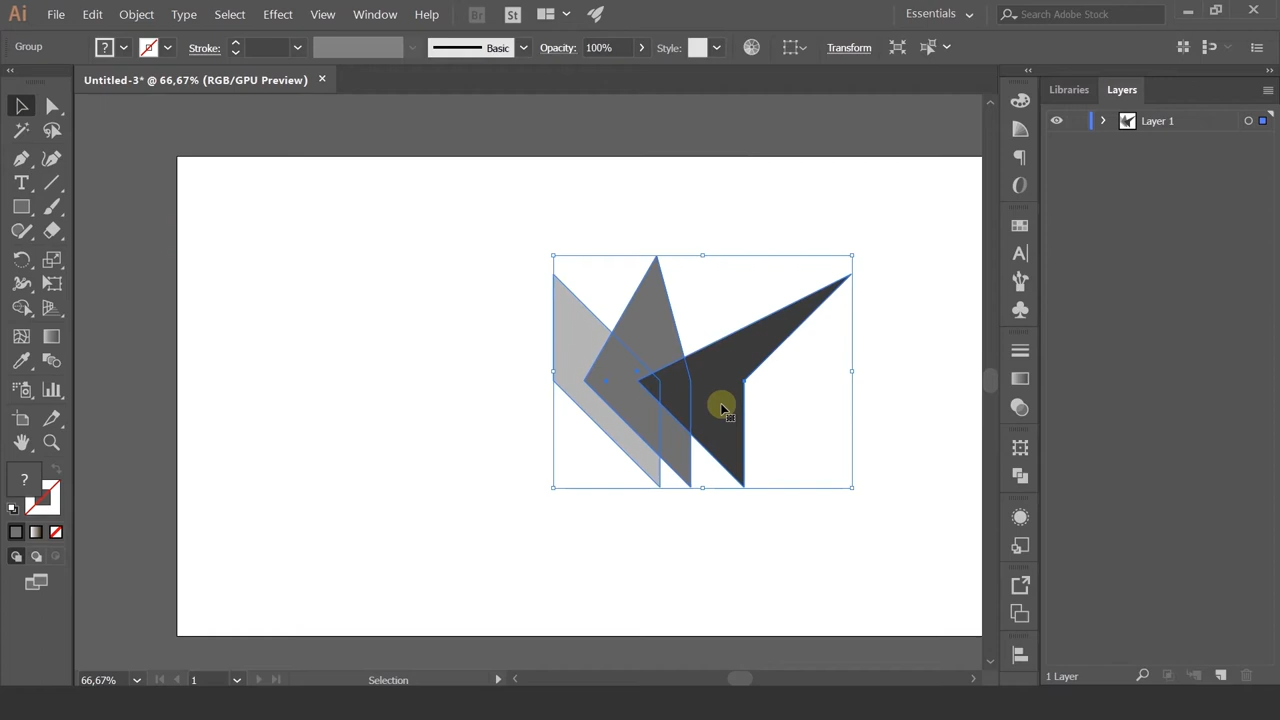 Ai File Edit Object Type Select Effect View Window Help Br St Essentials Search Adobe Stock
Group ? Stroke: Basic Opacity: 100% Style: Transform
Untitled-3* @ 66,67% (RGB/GPU Preview) ×
Libraries Layers
Layer 1
?
66,67% 1 Selection
1 Layer